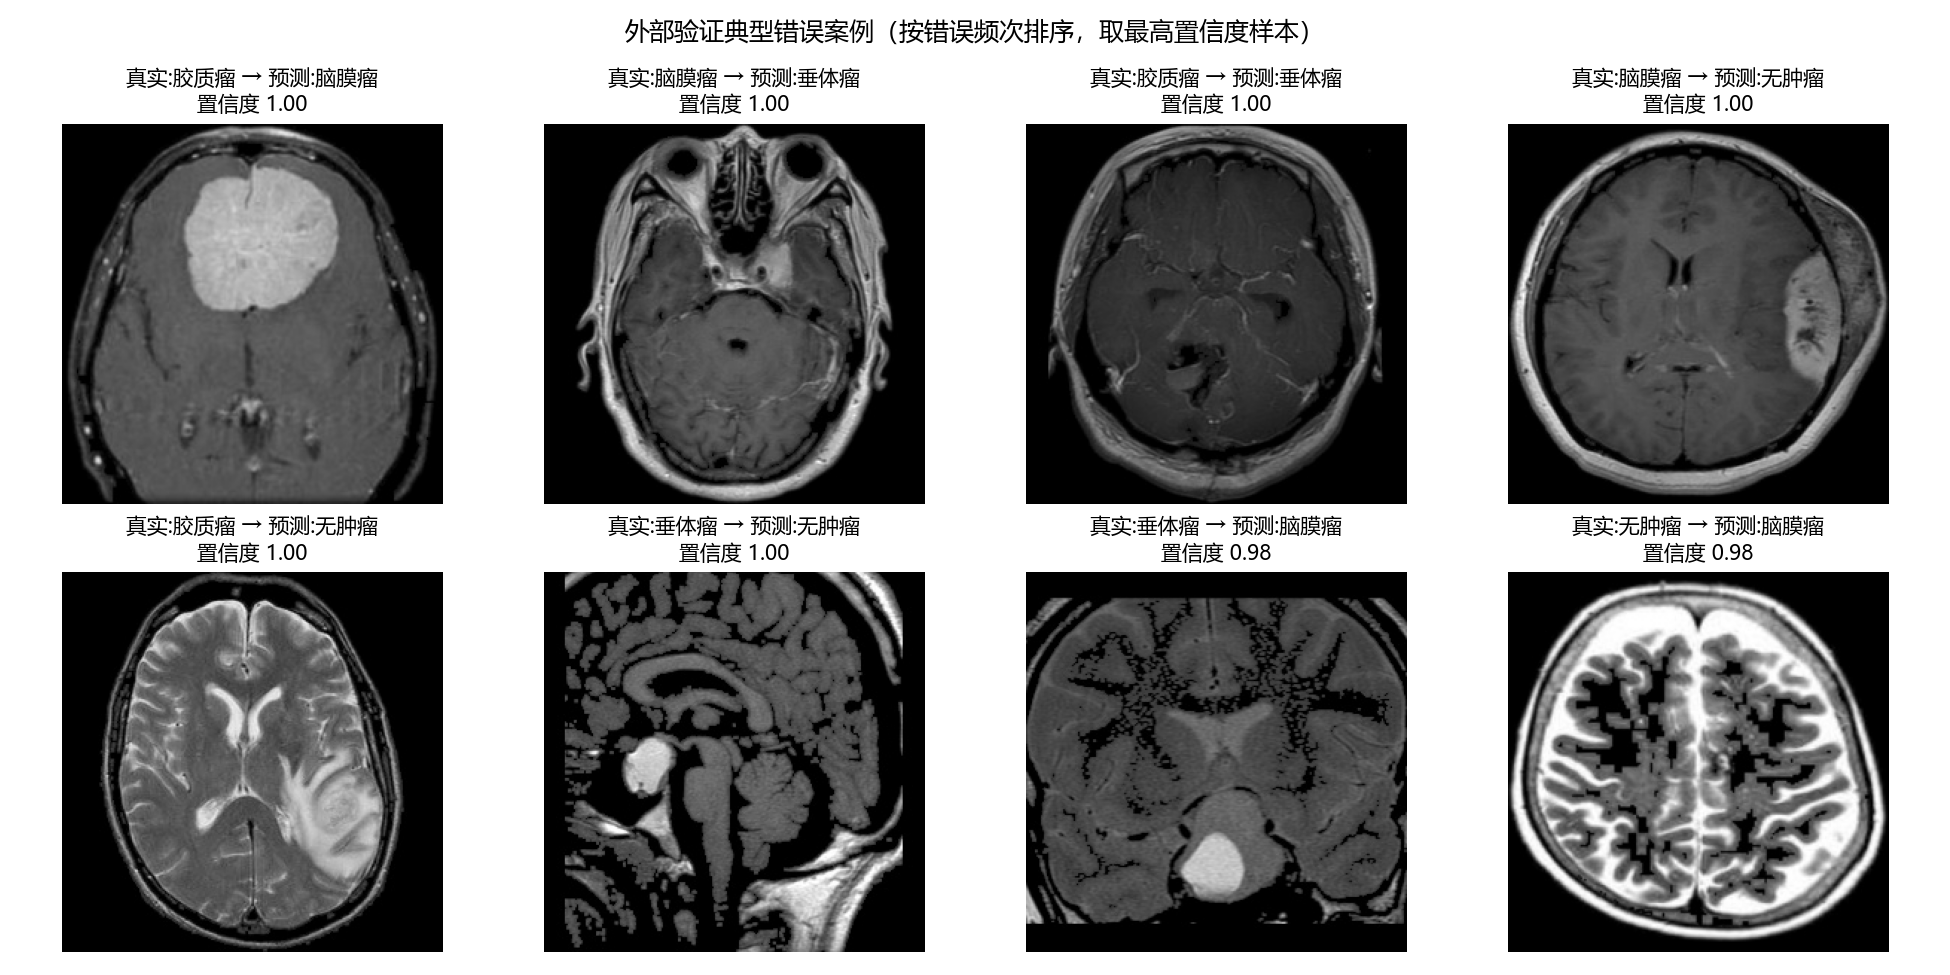 外部验证典型错误案例（按错误频次排序，取最高置信度样本）
真实:胶质瘤 → 预测:脑膜瘤
置信度 1.00
真实:脑膜瘤 → 预测:垂体瘤
置信度 1.00
真实:胶质瘤 → 预测:垂体瘤
置信度 1.00
真实:脑膜瘤 → 预测:无肿瘤
置信度 1.00
真实:胶质瘤 → 预测:无肿瘤
置信度 1.00
真实:垂体瘤 → 预测:无肿瘤
置信度 1.00
真实:垂体瘤 → 预测:脑膜瘤
置信度 0.98
真实:无肿瘤 → 预测:脑膜瘤
置信度 0.98